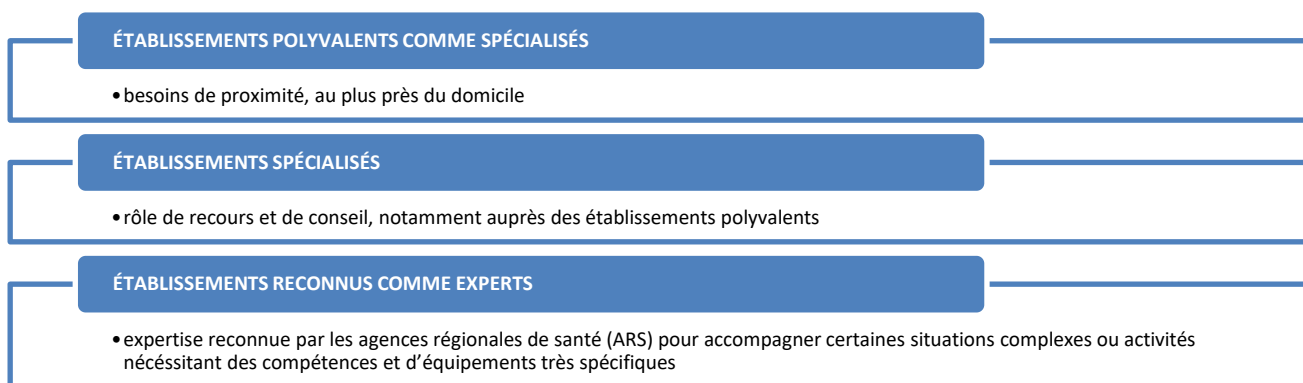 ÉTABLISSEMENTS POLYVALENTS COMME SPÉCIALISÉS
•besoins de proximité, au plus près du domicile
ÉTABLISSEMENTS SPÉCIALISÉS
•rôle de recours et de conseil, notamment auprès des établissements polyvalents
ÉTABLISSEMENTS RECONNUS COMME EXPERTS
•expertise reconnue par les agences régionales de santé (ARS) pour accompagner certaines situations complexes ou activités
nécéssitant des compétences et d'équipements très spécifiques